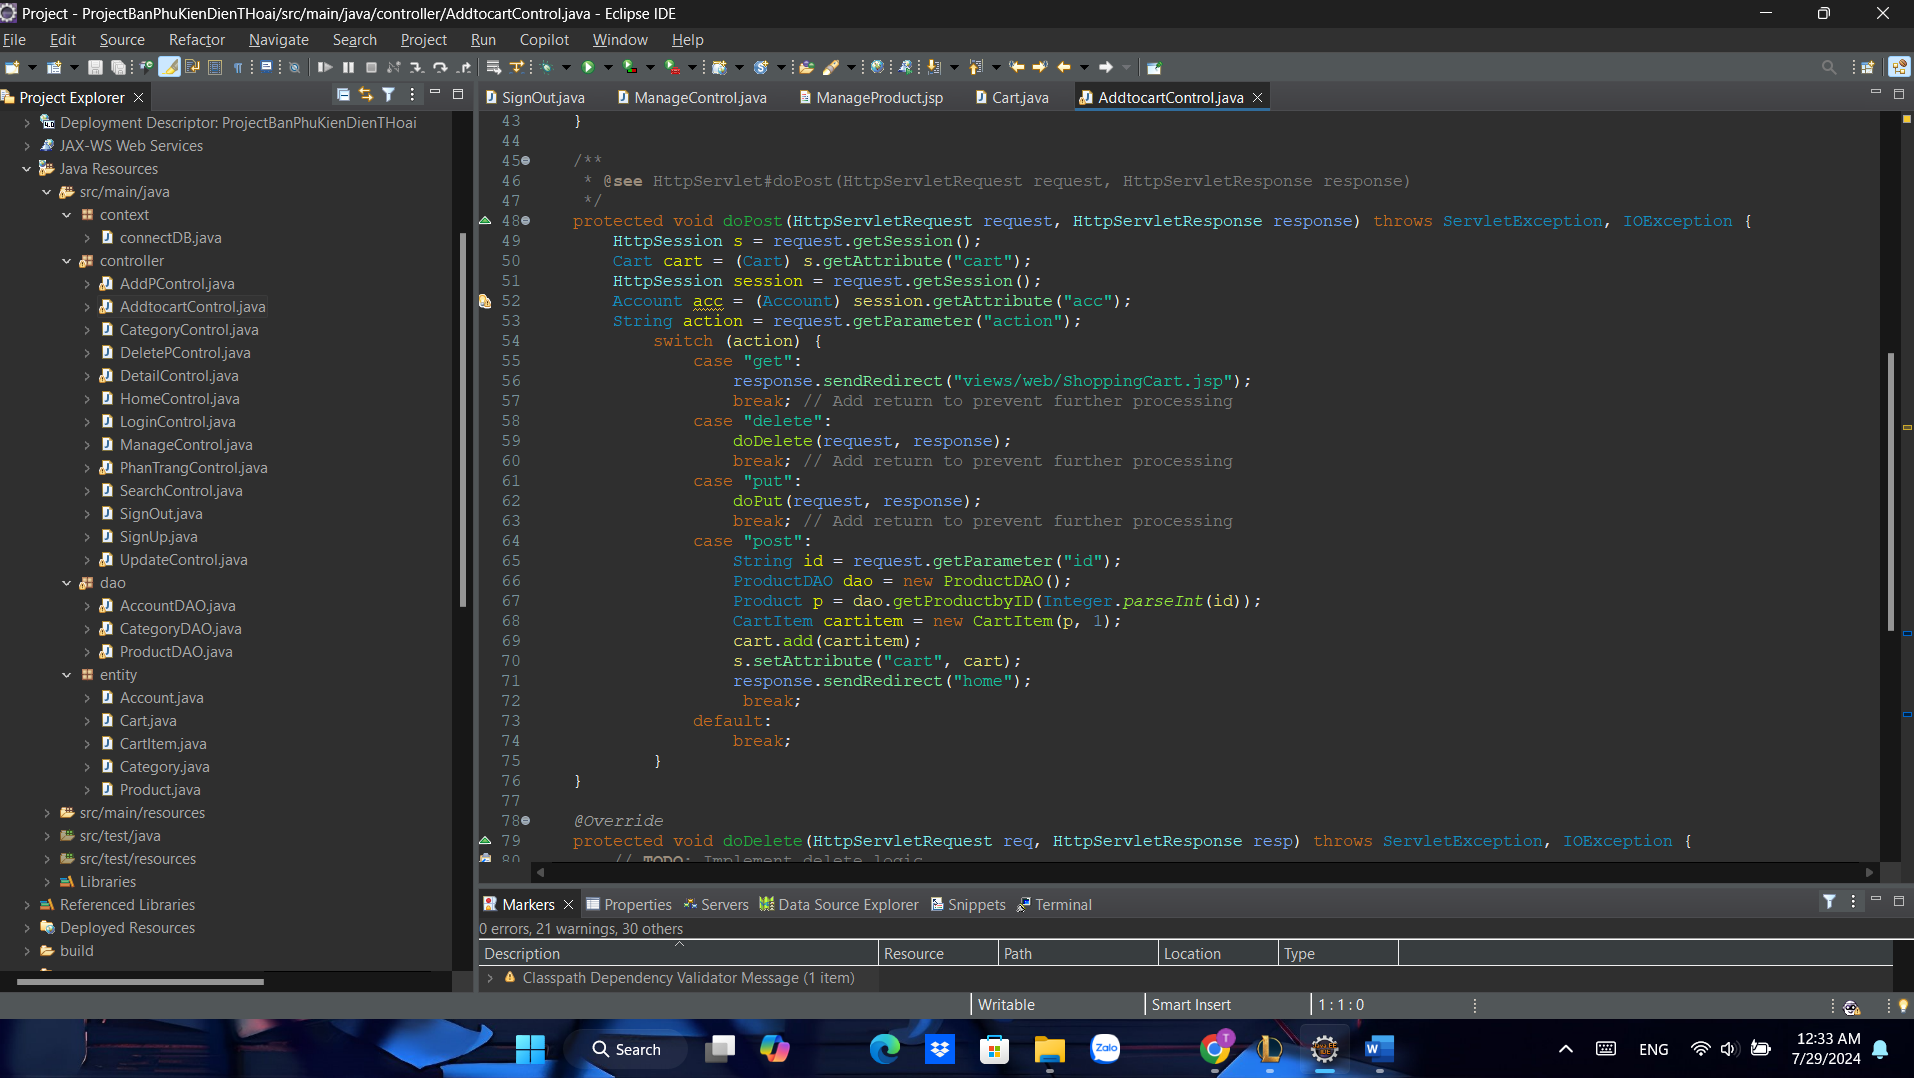 Project - ProjectBanPhuKienDienTHoai/src/main/java/controller/AddtocartControl.java - Eclipse IDE
File Edit Source Refactor Navigate Search Project Run Copilot Window Help
Project Explorer
SignOut.java ManageControl.java ManageProduct.jsp Cart.java AddtocartControl.java
Deployment Descriptor: ProjectBanPhuKienDienTHoai
JAX-WS Web Services
Java Resources
src/main/java
context
connectDB.java
controller
AddPControl.java
AddtocartControl.java
CategoryControl.java
DeletePControl.java
DetailControl.java
HomeControl.java
LoginControl.java
ManageControl.java
PhanTrangControl.java
SearchControl.java
SignOut.java
SignUp.java
UpdateControl.java
dao
AccountDAO.java
CategoryDAO.java
ProductDAO.java
entity
Account.java
Cart.java
CartItem.java
Category.java
Product.java
src/main/resources
src/test/java
src/test/resources
Libraries
Referenced Libraries
Deployed Resources
build
43 }
44
45 /**
46 * @see HttpServlet#doPost(HttpServletRequest request, HttpServletResponse response)
47 */
48 protected void doPost(HttpServletRequest request, HttpServletResponse response) throws ServletException, IOException {
49 HttpSession s = request.getSession();
50 Cart cart = (Cart) s.getAttribute("cart");
51 HttpSession session = request.getSession();
52 Account acc = (Account) session.getAttribute("acc");
53 String action = request.getParameter("action");
54 switch (action) {
55 case "get":
56 response.sendRedirect("views/web/ShoppingCart.jsp");
57 break; // Add return to prevent further processing
58 case "delete":
59 doDelete(request, response);
60 break; // Add return to prevent further processing
61 case "put":
62 doPut(request, response);
63 break; // Add return to prevent further processing
64 case "post":
65 String id = request.getParameter("id");
66 ProductDAO dao = new ProductDAO();
67 Product p = dao.getProductbyID(Integer.parseInt(id));
68 CartItem cartitem = new CartItem(p, 1);
69 cart.add(cartitem);
70 s.setAttribute("cart", cart);
71 response.sendRedirect("home");
72 break;
73 default:
74 break;
75 }
76 }
77
78 @Override
79 protected void doDelete(HttpServletRequest req, HttpServletResponse resp) throws ServletException, IOException {
80 // TODO: Implement delete logic
Markers Properties Servers Data Source Explorer Snippets Terminal
0 errors, 21 warnings, 30 others
Description Resource Path Location Type
Classpath Dependency Validator Message (1 item)
Writable Smart Insert 1 : 1 : 0
Search
Zalo
T
W
ENG
12:33 AM
7/29/2024